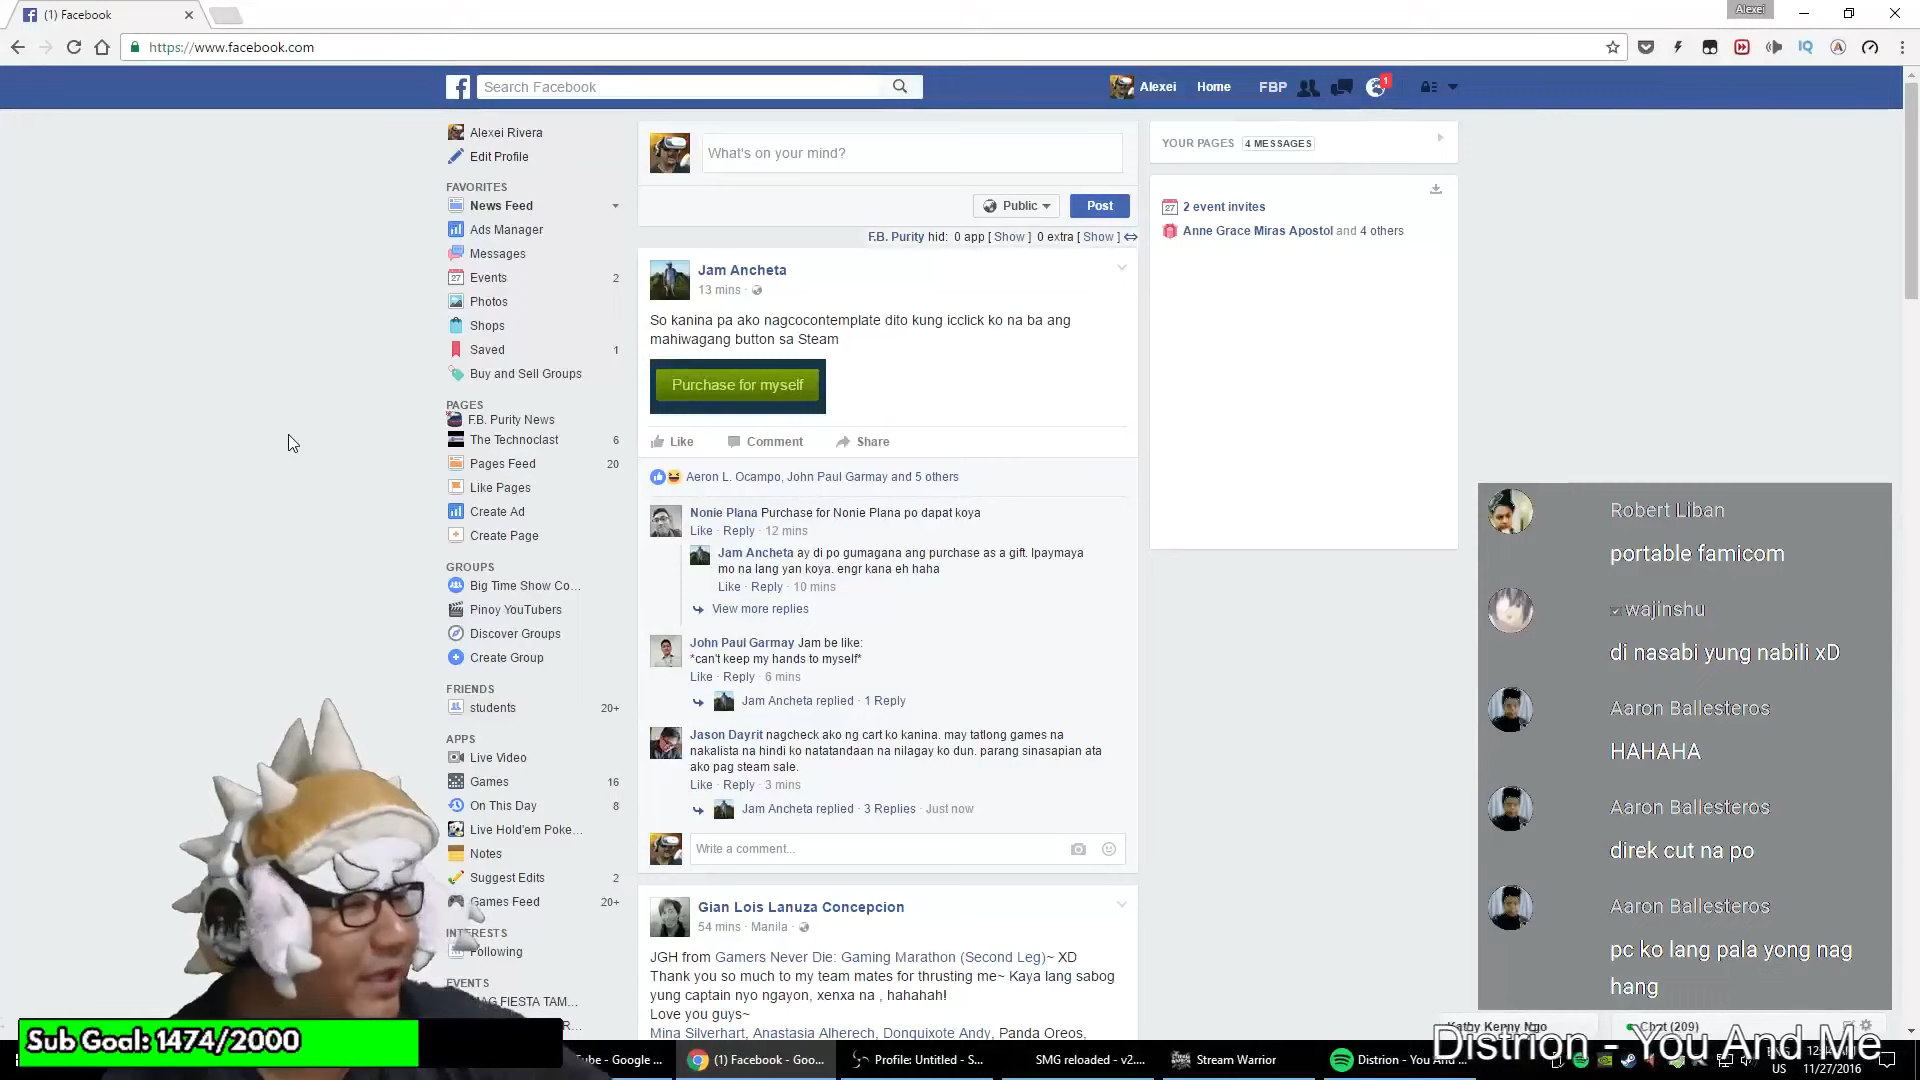 (1) Facebook
Alexei
https://www.facebook.com
Search Facebook
Alexei
Home
FBP
1
Alexei Rivera
Edit Profile
FAVORITES
News Feed
Ads Manager
Messages
Events 2
Photos
Shops
Saved 1
Buy and Sell Groups
PAGES
F.B. Purity News
The Technoclast 6
Pages Feed 20
Like Pages
Create Ad
Create Page
GROUPS
Big Time Show Co...
Pinoy YouTubers
Discover Groups
Create Group
FRIENDS
students 20+
APPS
Live Video
Games 16
On This Day 8
Live Hold'em Poke...
Notes
Suggest Edits 2
Games Feed 20+
INTERESTS
Following
EVENTS
FIESTA TAM...
What's on your mind?
Public
Post
F.B. Purity hid: 0 app [ Show ] 0 extra [ Show ]
Jam Ancheta
13 mins ·
So kanina pa ako nagcocontemplate dito kung icclick ko na ba ang
mahiwagang button sa Steam
Purchase for myself
Like Comment Share
Aeron L. Ocampo, John Paul Garmay and 5 others
Nonie Plana Purchase for Nonie Plana po dapat koya
Like · Reply · 12 mins
Jam Ancheta ay di po gumagana ang purchase as a gift. Ipaymaya
mo na lang yan koya. engr kana eh haha
Like · Reply · 10 mins
View more replies
John Paul Garmay Jam be like:
*can't keep my hands to myself*
Like · Reply · 6 mins
Jam Ancheta replied · 1 Reply
Jason Dayrit nagcheck ako ng cart ko kanina. may tatlong games na
nakalista na hindi ko natatandaan na nilagay ko dun. parang sinasapian ata
ako pag steam sale.
Like · Reply · 3 mins
Jam Ancheta replied · 3 Replies · Just now
Write a comment...
Gian Lois Lanuza Concepcion
54 mins · Manila ·
JGH from Gamers Never Die: Gaming Marathon (Second Leg)~ XD
Thank you so much to my team mates for thrusting me~ Kaya lang sabog
yung captain nyo ngayon, xenxa na , hahahah!
Love you guys~
Mina Silverhart, Anastasia Alherech, Donquixote Andy, Panda Oreos,
YOUR PAGES 4 MESSAGES
27 2 event invites
Anne Grace Miras Apostol and 4 others
Robert Liban
portable famicom
wajinshu
di nasabi yung nabili xD
Aaron Ballesteros
HAHAHA
Aaron Ballesteros
direk cut na po
Aaron Ballesteros
pc ko lang pala yong nag
hang
Kathy Kenny Ngo
Chat (209)
Distrion - You And Me
Sub Goal: 1474/2000
Tube - Google ...
(1) Facebook - Goo...
Profile: Untitled - S...
SMG reloaded - v2....
Stream Warrior
Distrion - You And ...
US
11/27/2016